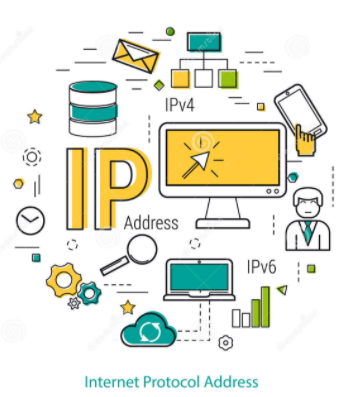 IPv4
IP
Address
IPv6
Internet Protocol Address